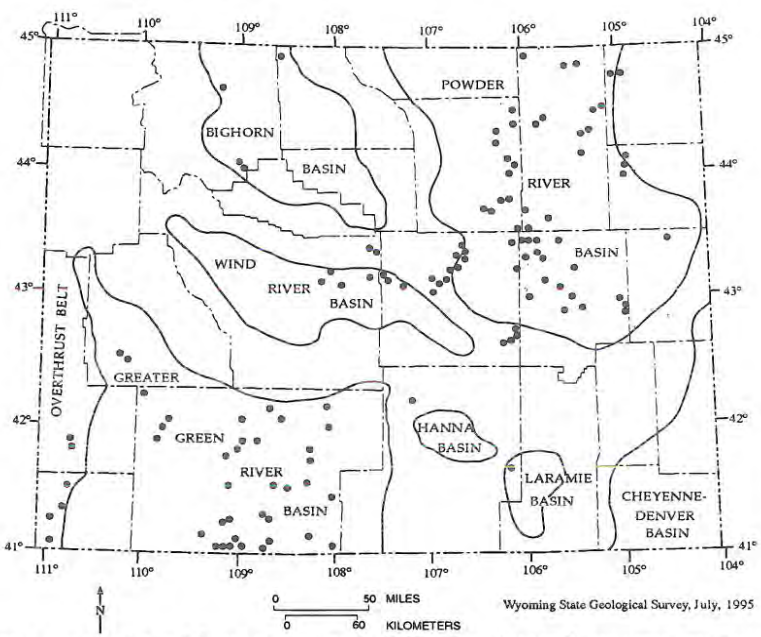 111° 110° 109° 108° 107° 106° 105° 104°
45° 45°
POWDER
BIGHORN
44° BASIN RIVER 44°
WIND BASIN
43° RIVER 43°
BASIN
OVERTHRUST BELT
GREATER
42° GREEN HANNA 42°
BASIN
RIVER LARAMIE
BASIN CHEYENNE-
BASIN DENVER
BASIN
41° 41°
111° 110° 109° 108° 107° 106° 105° 104°
N
0 50 MILES
0 60 KILOMETERS
Wyoming State Geological Survey, July, 1995